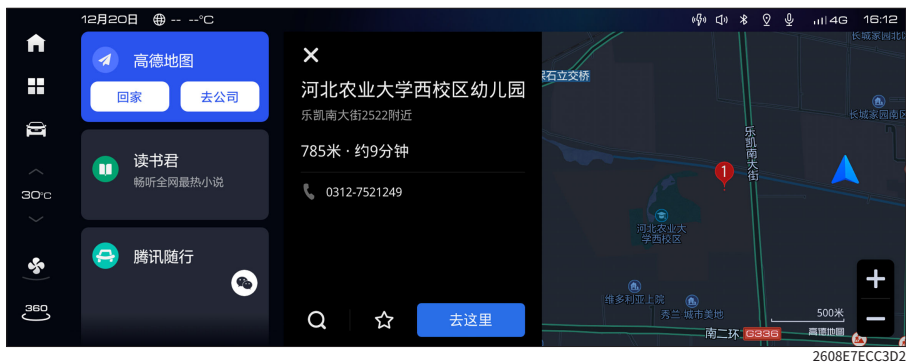 12月20日 -- --°C
4G 16:12
高德地图
回家 去公司
读书君
畅听全网最热小说
腾讯随行
30°C
360
河北农业大学西校区幼儿园
乐凯南大街2522附近
785米 · 约9分钟
0312-7521249
去这里
石立交桥
长城家园北
长城家园南区
乐凯南大街
1
河北农业大
学西校区
维多利亚上院
秀兰城市美地
南二环 G336
500米
高德地图
2608E7ECC3D2